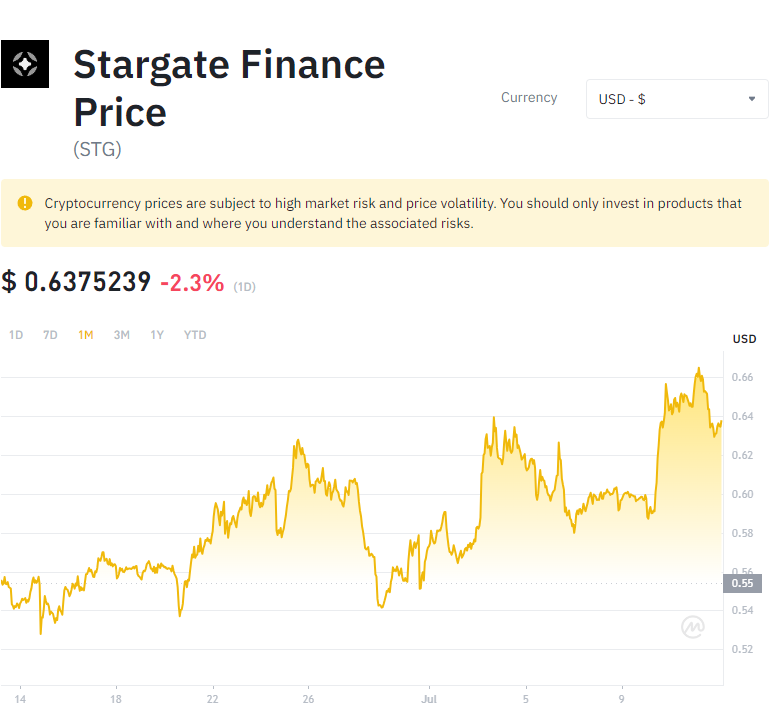 Stargate Finance
Price
(STG)
Currency
USD - $
Cryptocurrency prices are subject to high market risk and price volatility. You should only invest in products that
you are familiar with and where you understand the associated risks.
$ 0.6375239 -2.3% (1D)
1D 7D 1M 3M 1Y YTD
USD
0.66
0.64
0.62
0.60
0.58
0.56
0.55
0.54
0.52
14 18 22 26 Jul 5 9